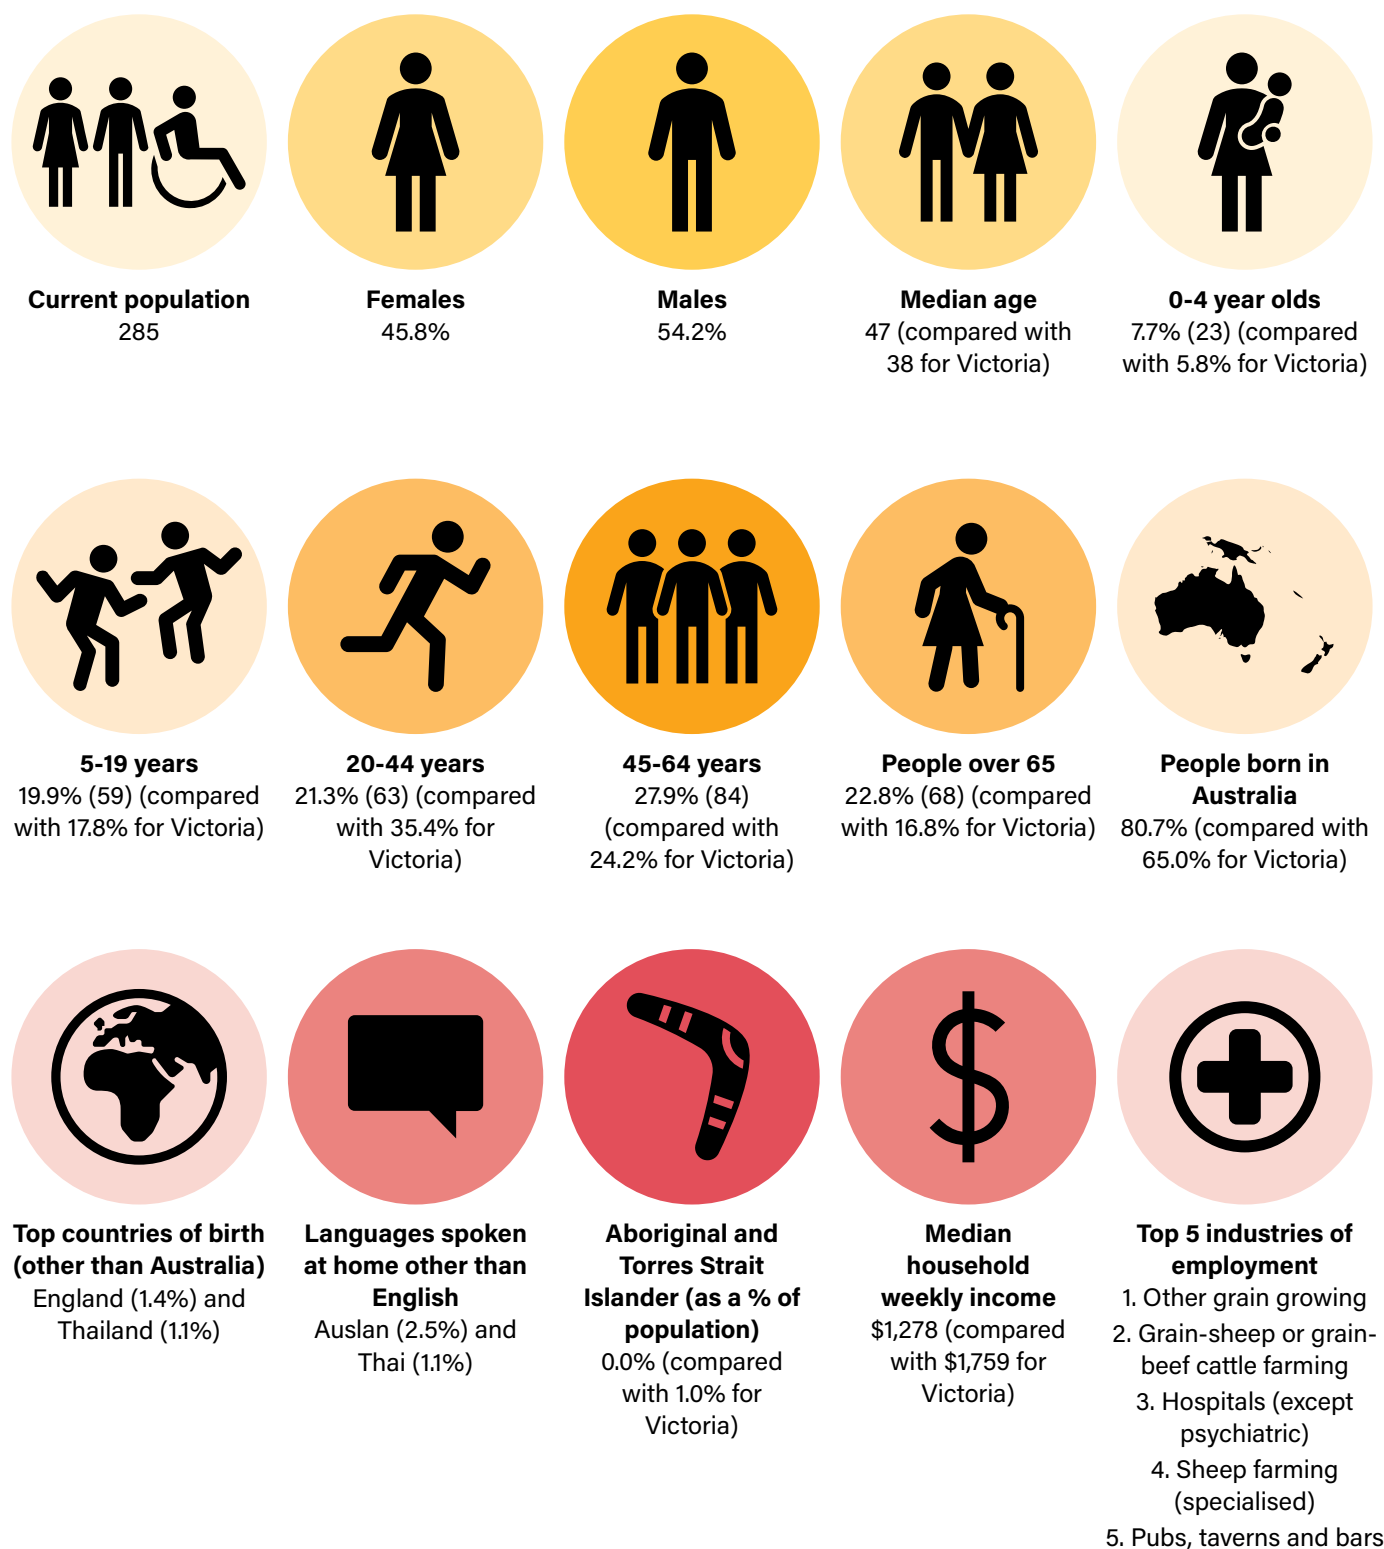 Current population
285
Females
45.8%
Males
54.2%
Median age
47 (compared with
38 for Victoria)
0-4 year olds
7.7% (23) (compared
with 5.8% for Victoria)
5-19 years
19.9% (59) (compared
with 17.8% for Victoria)
20-44 years
21.3% (63) (compared
with 35.4% for
Victoria)
45-64 years
27.9% (84)
(compared with
24.2% for Victoria)
People over 65
22.8% (68) (compared
with 16.8% for Victoria)
People born in
Australia
80.7% (compared with
65.0% for Victoria)
Top countries of birth
(other than Australia)
England (1.4%) and
Thailand (1.1%)
Languages spoken
at home other than
English
Auslan (2.5%) and
Thai (1.1%)
Aboriginal and
Torres Strait
Islander (as a % of
population)
0.0% (compared
with 1.0% for
Victoria)
Median
household
weekly income
$1,278 (compared
with $1,759 for
Victoria)
Top 5 industries of
employment
1. Other grain growing
2. Grain-sheep or grain-
beef cattle farming
3. Hospitals (except
psychiatric)
4. Sheep farming
(specialised)
5. Pubs, taverns and bars